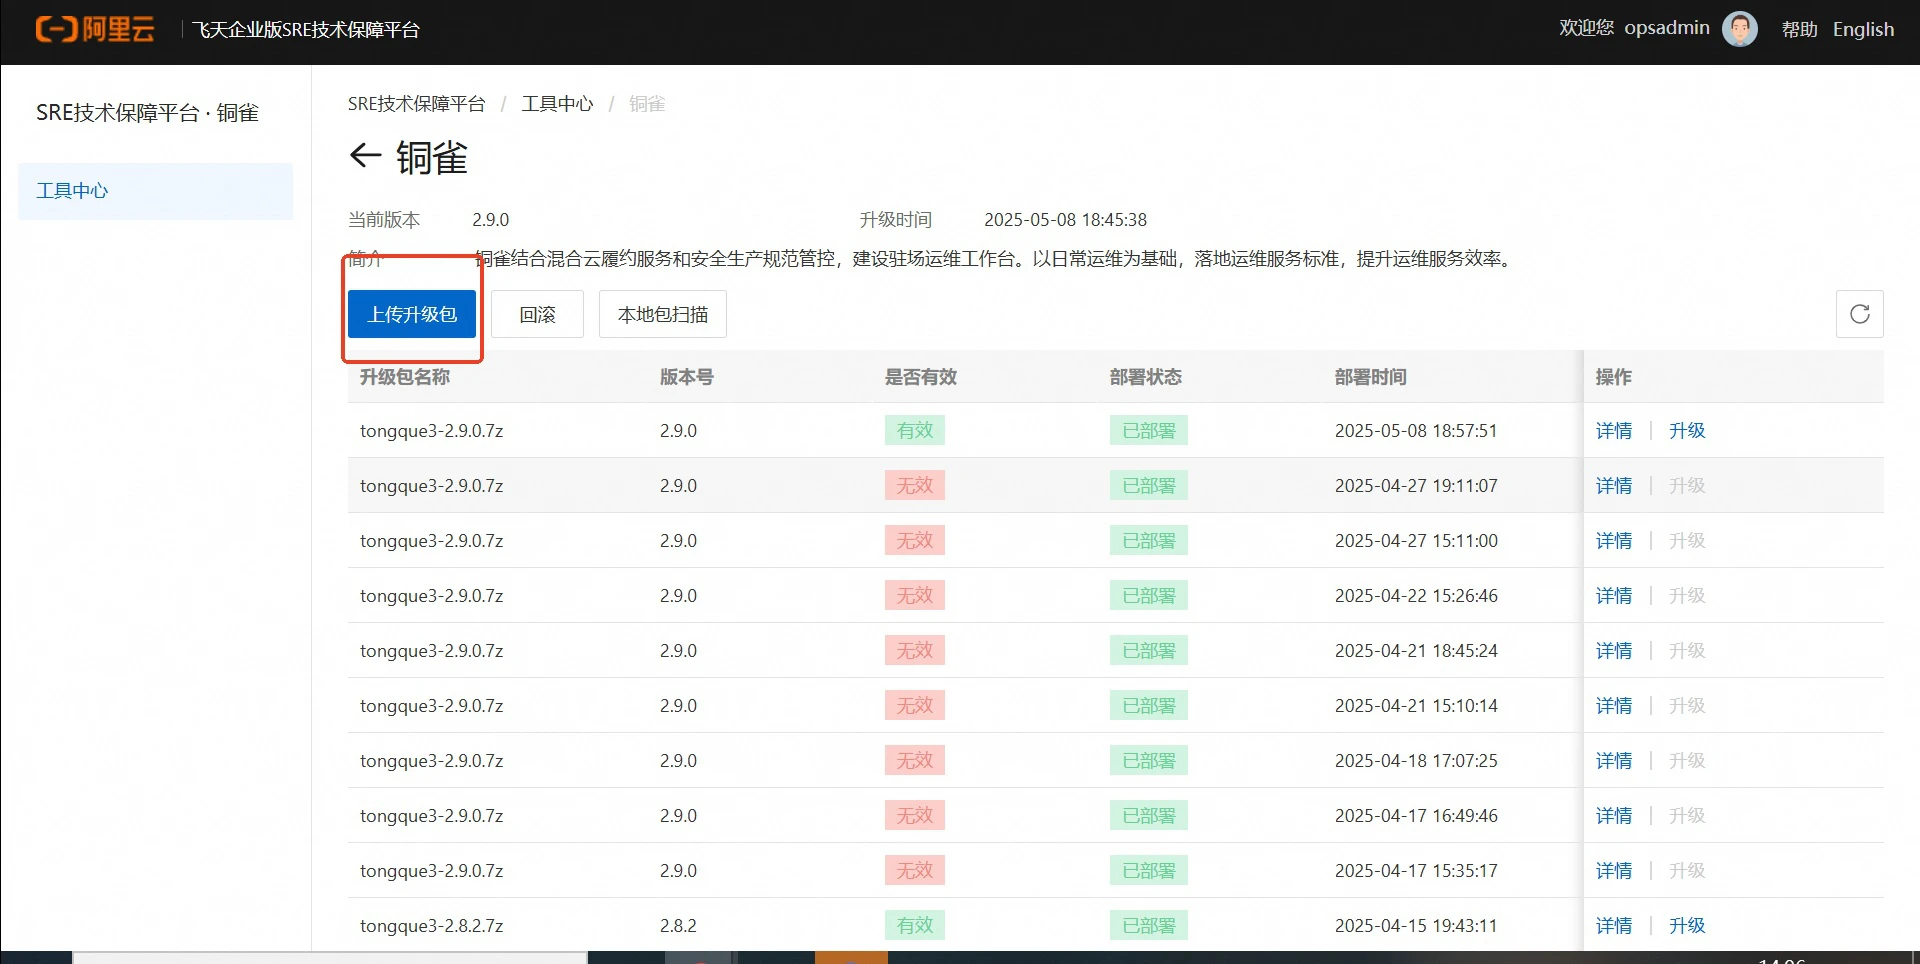 阿里云 飞天企业版SRE技术保障平台 欢迎您 opsadmin 帮助 English
SRE技术保障平台 · 铜雀
工具中心
SRE技术保障平台 / 工具中心 / 铜雀
← 铜雀
当前版本 2.9.0 升级时间 2025-05-08 18:45:38
简介 铜雀结合混合云履约服务和安全生产规范管控，建设驻场运维工作台。以日常运维为基础，落地运维服务标准，提升运维服务效率。
上传升级包 回滚 本地包扫描
升级包名称 版本号 是否有效 部署状态 部署时间 操作
tongque3-2.9.0.7z 2.9.0 有效 已部署 2025-05-08 18:57:51 详情 | 升级
tongque3-2.9.0.7z 2.9.0 无效 已部署 2025-04-27 19:11:07 详情 | 升级
tongque3-2.9.0.7z 2.9.0 无效 已部署 2025-04-27 15:11:00 详情 | 升级
tongque3-2.9.0.7z 2.9.0 无效 已部署 2025-04-22 15:26:46 详情 | 升级
tongque3-2.9.0.7z 2.9.0 无效 已部署 2025-04-21 18:45:24 详情 | 升级
tongque3-2.9.0.7z 2.9.0 无效 已部署 2025-04-21 15:10:14 详情 | 升级
tongque3-2.9.0.7z 2.9.0 无效 已部署 2025-04-18 17:07:25 详情 | 升级
tongque3-2.9.0.7z 2.9.0 无效 已部署 2025-04-17 16:49:46 详情 | 升级
tongque3-2.9.0.7z 2.9.0 无效 已部署 2025-04-17 15:35:17 详情 | 升级
tongque3-2.8.2.7z 2.8.2 有效 已部署 2025-04-15 19:43:11 详情 | 升级